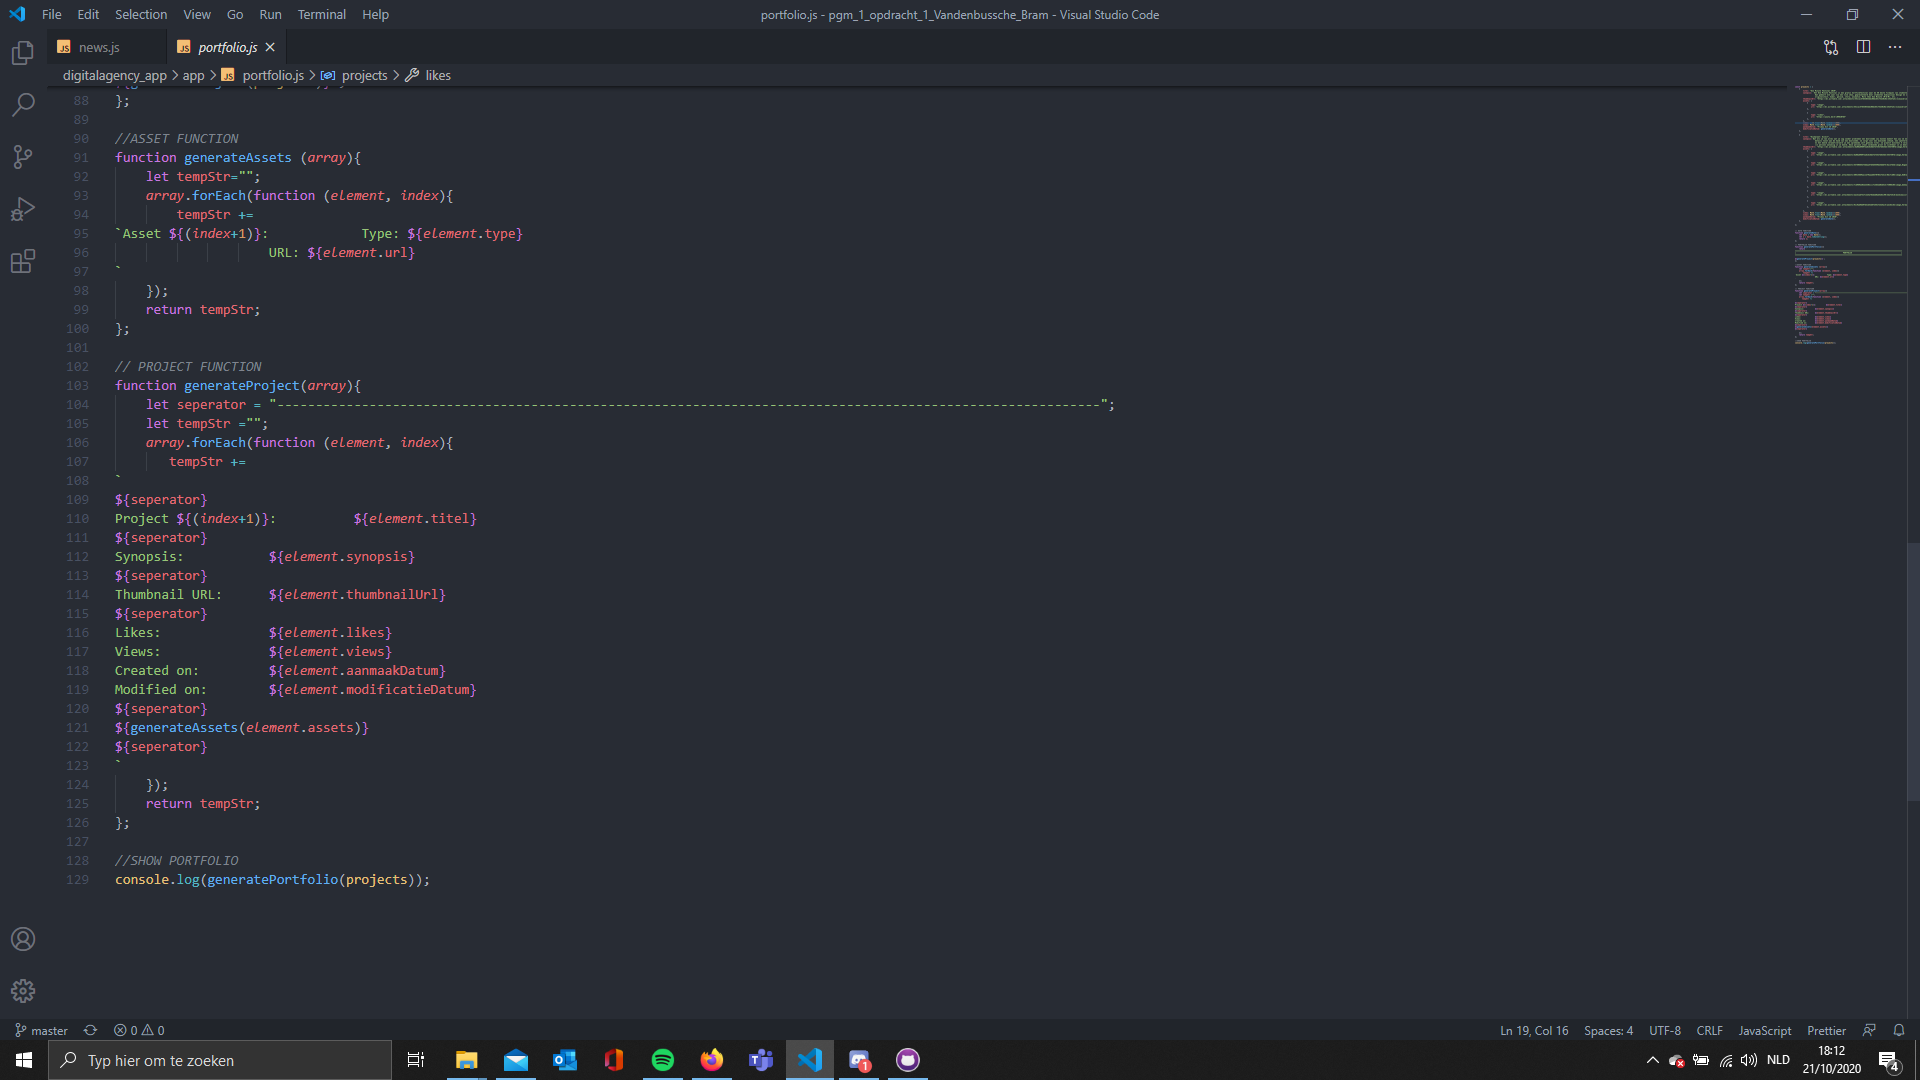 File Edit Selection View Go Run Terminal Help
portfolio.js - pgm_1_opdracht_1_Vandenbussche_Bram - Visual Studio Code
JS news.js
JS portfolio.js
digitalagency_app > app > JS portfolio.js > projects > likes
88 };
89
90 //ASSET FUNCTION
91 function generateAssets (array){
92 let tempStr="";
93 array.forEach(function (element, index){
94 tempStr +=
95 `Asset ${(index+1)}: Type: ${element.type}
96 URL: ${element.url}
97 `
98 });
99 return tempStr;
100 };
101
102 // PROJECT FUNCTION
103 function generateProject(array){
104 let seperator = "-----------------------------------------------------------------------------------------------------------";
105 let tempStr ="";
106 array.forEach(function (element, index){
107 tempStr +=
108 `
109 ${seperator}
110 Project ${(index+1)}: ${element.titel}
111 ${seperator}
112 Synopsis: ${element.synopsis}
113 ${seperator}
114 Thumbnail URL: ${element.thumbnailUrl}
115 ${seperator}
116 Likes: ${element.likes}
117 Views: ${element.views}
118 Created on: ${element.aanmaakDatum}
119 Modified on: ${element.modificatieDatum}
120 ${seperator}
121 ${generateAssets(element.assets)}
122 ${seperator}
123 `
124 });
125 return tempStr;
126 };
127
128 //SHOW PORTFOLIO
129 console.log(generatePortfolio(projects));
master 0 0 Ln 19, Col 16 Spaces: 4 UTF-8 CRLF JavaScript Prettier
Typ hier om te zoeken
1
NLD
18:12
21/10/2020
4